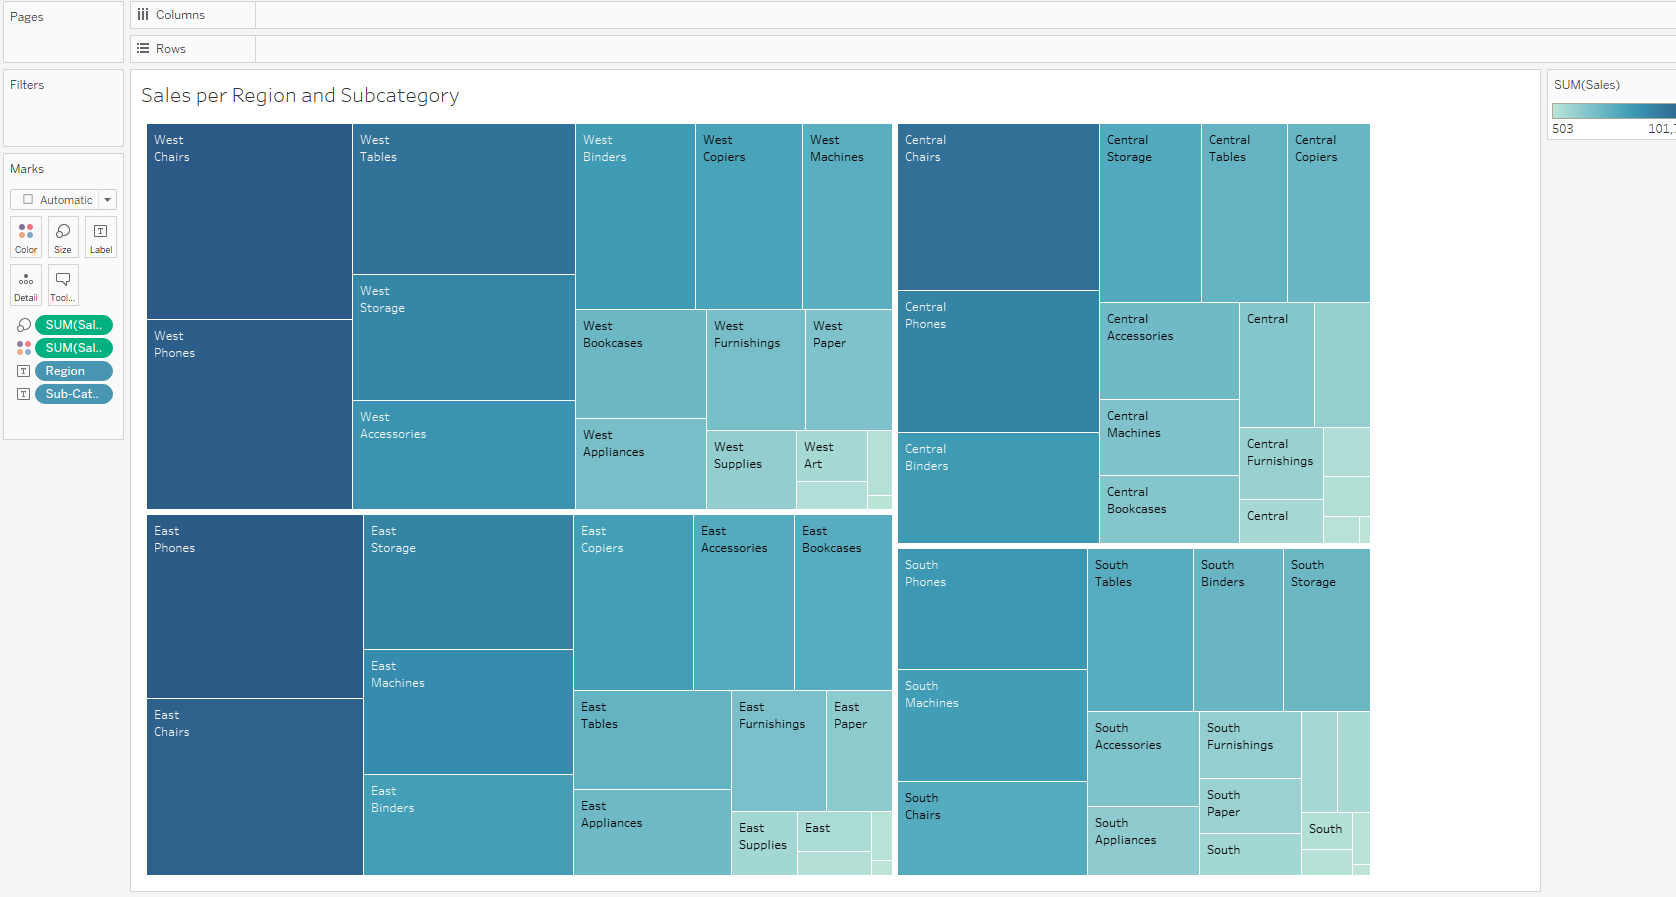 Pages
Columns
Rows
Filters
Marks
Automatic
Color
Size
Label
Detail
Tool...
SUM(Sal..
SUM(Sal..
Region
Sub-Cat..
Sales per Region and Subcategory
West
Chairs
West
Phones
West
Tables
West
Storage
West
Accessories
West
Binders
West
Copiers
West
Machines
West
Bookcases
West
Furnishings
West
Paper
West
Appliances
West
Supplies
West
Art
East
Phones
East
Chairs
East
Storage
East
Machines
East
Binders
East
Copiers
East
Accessories
East
Bookcases
East
Tables
East
Furnishings
East
Paper
East
Appliances
East
Supplies
East
Central
Chairs
Central
Phones
Central
Binders
Central
Storage
Central
Tables
Central
Copiers
Central
Accessories
Central
Central
Machines
Central
Furnishings
Central
Bookcases
Central
South
Phones
South
Machines
South
Chairs
South
Tables
South
Binders
South
Storage
South
Accessories
South
Furnishings
South
Paper
South
Appliances
South
South
SUM(Sales)
503
101,7